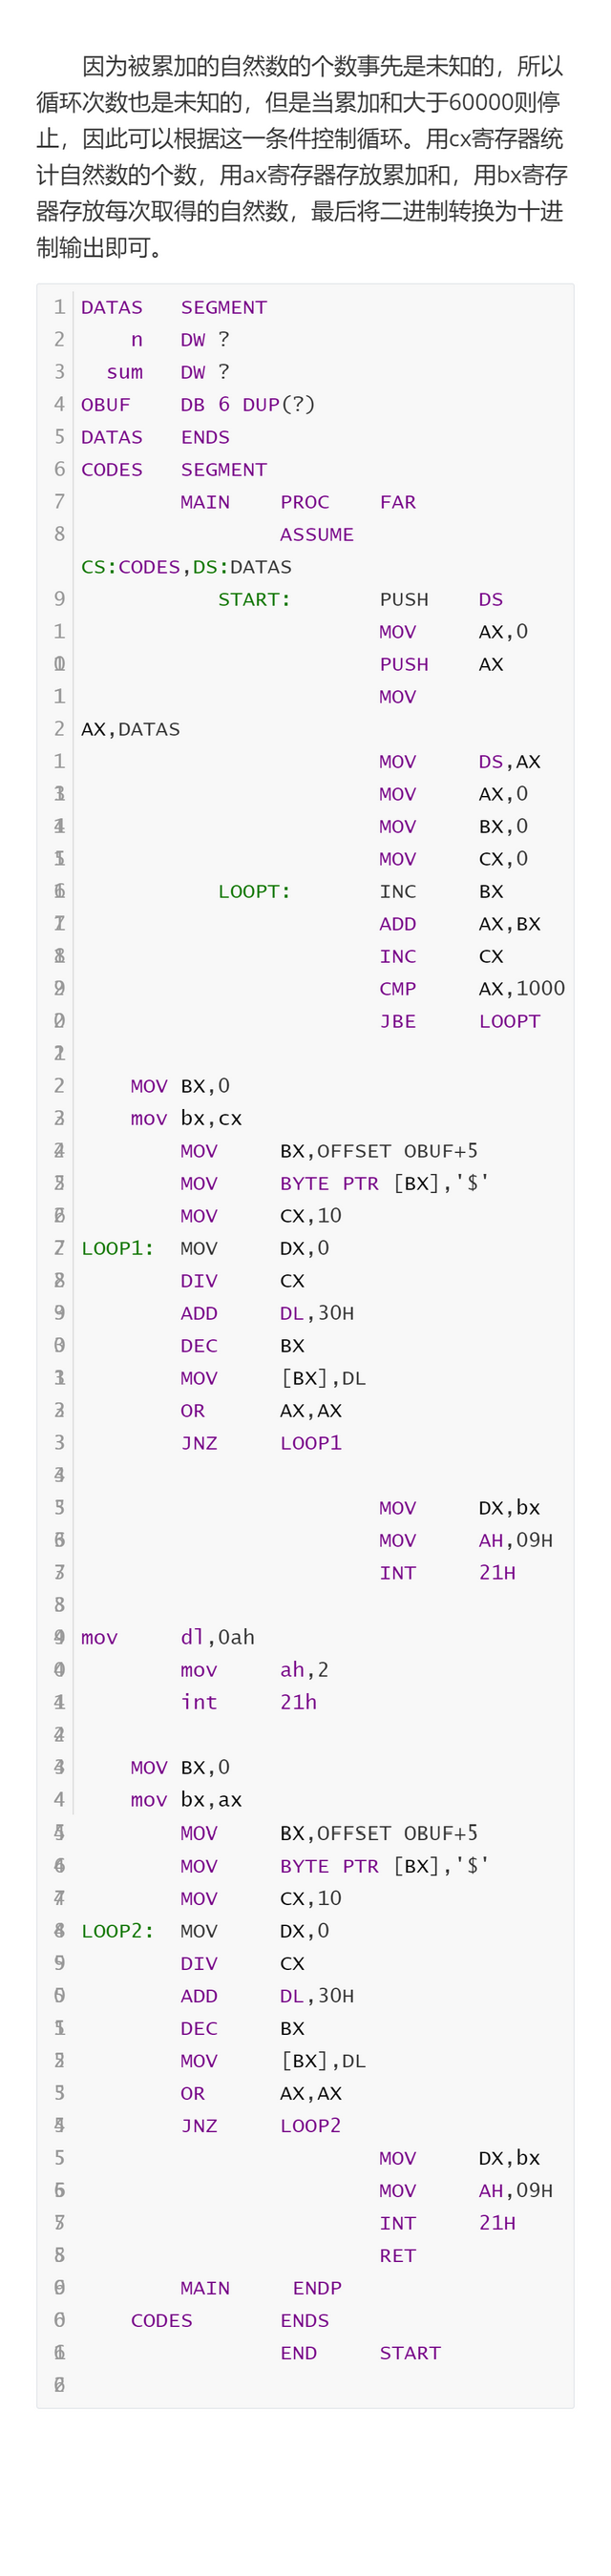 因为被累加的自然数的个数事先是未知的，所以
循环次数也是未知的，但是当累加和大于60000则停
止，因此可以根据这一条件控制循环。用cx寄存器统
计自然数的个数，用ax寄存器存放累加和，用bx寄存
器存放每次取得的自然数，最后将二进制转换为十进
制输出即可。
1 DATAS SEGMENT
2 n DW ?
3 sum DW ?
4 OBUF DB 6 DUP(?)
5 DATAS ENDS
6 CODES SEGMENT
7 MAIN PROC FAR
8 ASSUME
CS:CODES,DS:DATAS
9 START: PUSH DS
MOV AX,0
PUSH AX
MOV
AX,DATAS
MOV DS,AX
MOV AX,0
MOV BX,0
MOV CX,0
LOOPT: INC BX
ADD AX,BX
INC CX
CMP AX,1000
JBE LOOPT
MOV BX,0
mov bx,cx
MOV BX,OFFSET OBUF+5
MOV BYTE PTR [BX],'$'
MOV CX,10
LOOP1: MOV DX,0
DIV CX
ADD DL,30H
DEC BX
MOV [BX],DL
OR AX,AX
JNZ LOOP1
MOV DX,bx
MOV AH,09H
INT 21H
mov dl,0ah
mov ah,2
int 21h
MOV BX,0
mov bx,ax
MOV BX,OFFSET OBUF+5
MOV BYTE PTR [BX],'$'
MOV CX,10
LOOP2: MOV DX,0
DIV CX
ADD DL,30H
DEC BX
MOV [BX],DL
OR AX,AX
JNZ LOOP2
MOV DX,bx
MOV AH,09H
INT 21H
RET
MAIN ENDP
CODES ENDS
END START